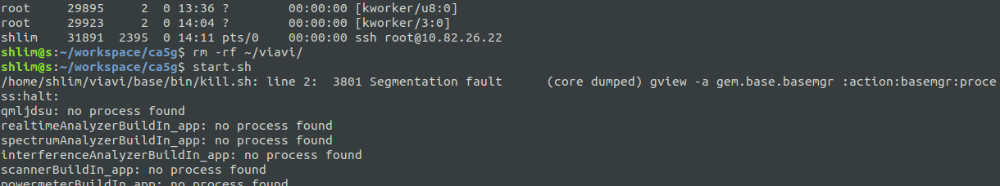 root     29895     2  0 13:36 ?        00:00:00 [kworker/u8:0]
root     29923     2  0 14:04 ?        00:00:00 [kworker/3:0]
shlim    31891  2395  0 14:11 pts/0    00:00:00 ssh root@10.82.26.22
shlim@s:~/workspace/ca5g$ rm -rf ~/viavi/
shlim@s:~/workspace/ca5g$ start.sh
/home/shlim/viavi/base/bin/kill.sh: line 2:  3801 Segmentation fault      (core dumped) gview -a gem.base.basemgr :action:basemgr:proce
ss:halt:
qmljdsu: no process found
realtimeAnalyzerBuildIn_app: no process found
spectrumAnalyzerBuildIn_app: no process found
interferenceAnalyzerBuildIn_app: no process found
scannerBuildIn_app: no process found
powermeterBuildIn_app: no process found